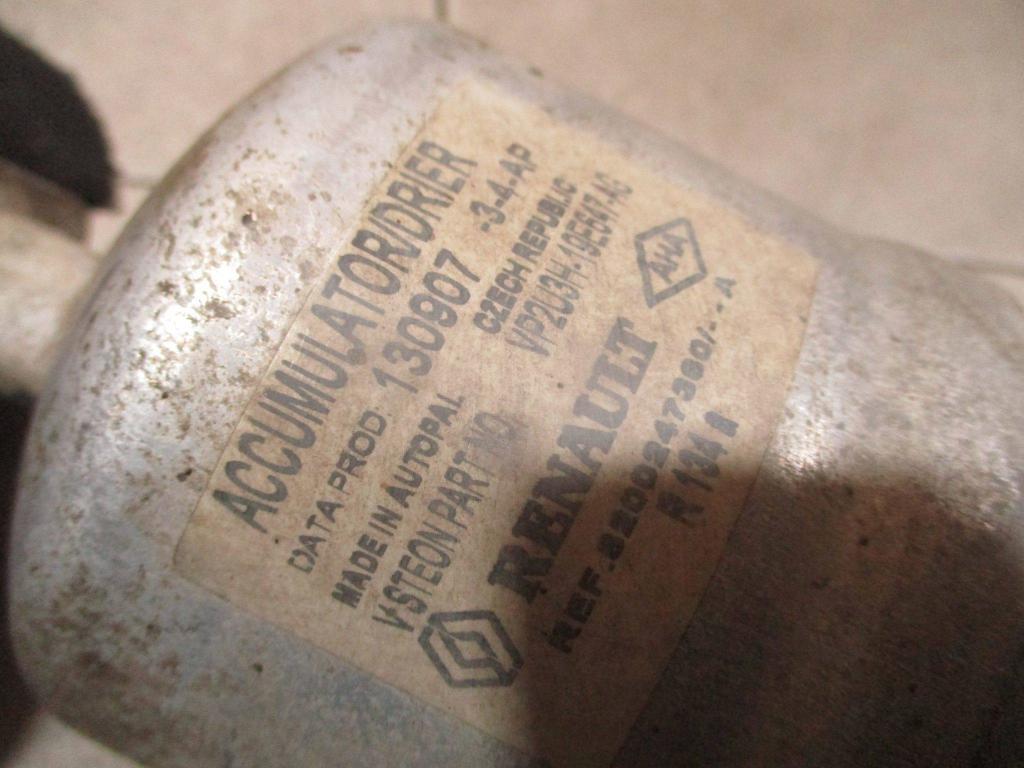 ACCUMULATOR/DRIER
DATA PROD. 130907 -3-4-AP
MADE IN AUTOPAL CZECH REPUBLIC
VISTEON PART NO. VP2U3H-19E647-AC
RENAULT AHA
REF.8200247360/--A
R 134 a